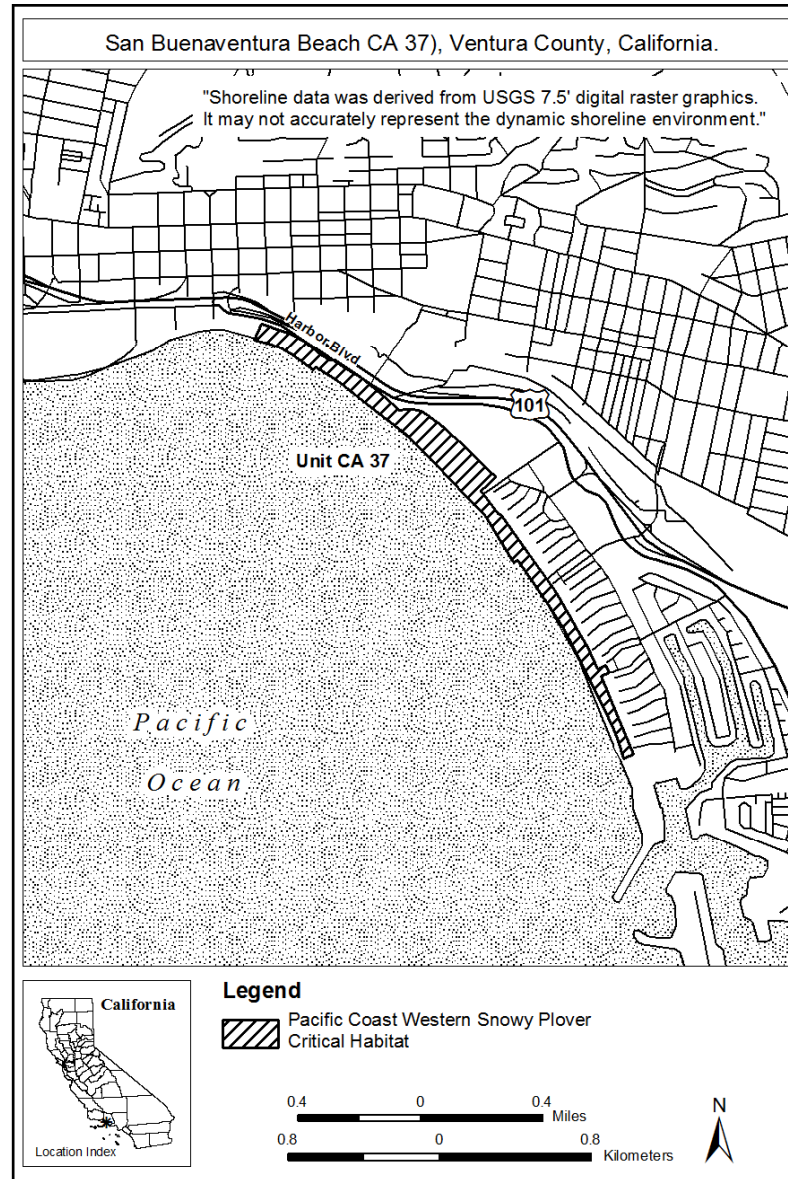 San Buenaventura Beach CA 37), Ventura County, California.
"Shoreline data was derived from USGS 7.5' digital raster graphics.
It may not accurately represent the dynamic shoreline environment."
Harbor Blvd
101
Unit CA 37
Pacific
Ocean
California
Location Index
Legend
Pacific Coast Western Snowy Plover
Critical Habitat
0.4 0 0.4
Miles
0.8 0 0.8
Kilometers
N